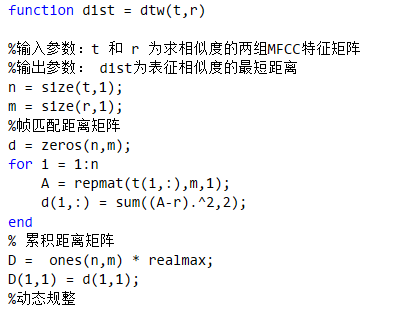 function dist = dtw(t,r)
%输入参数：t 和 r 为求相似度的两组MFCC特征矩阵
%输出参数： dist为表征相似度的最短距离
n = size(t,1);
m = size(r,1);
%帧匹配距离矩阵
d = zeros(n,m);
for i = 1:n
A = repmat(t(i,:),m,1);
d(i,:) = sum((A-r).^2,2);
end
% 累积距离矩阵
D = ones(n,m) * realmax;
D(1,1) = d(1,1);
%动态规整